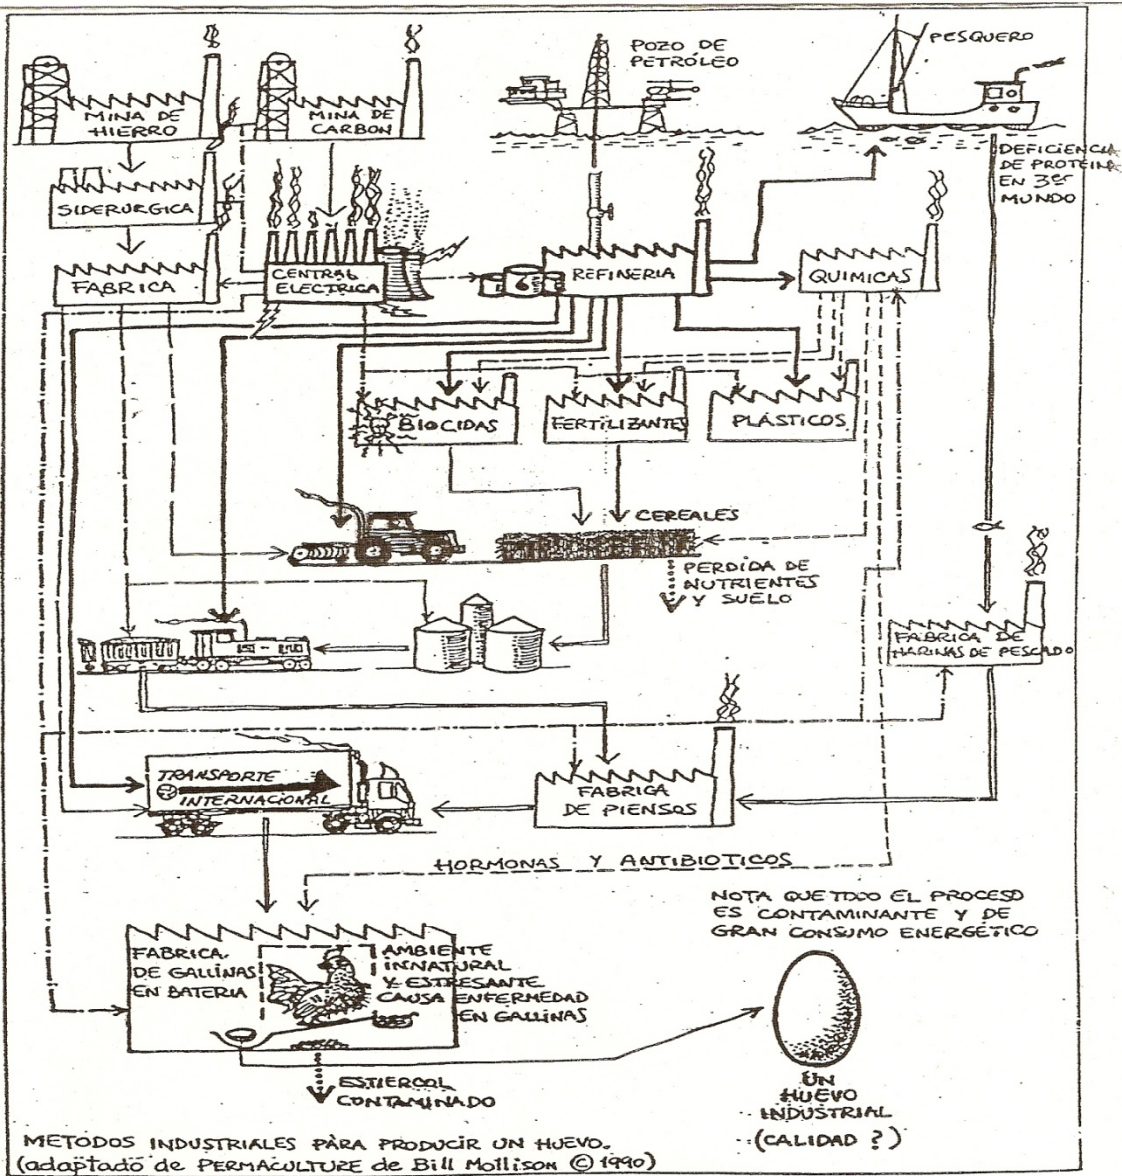 POZO DE
PETRÓLEO
PESQUERO
MINA DE
HIERRO
MINA DE
CARBON
DEFICIENCIA
DE PROTEINA
EN 3er
MUNDO
SIDERURGICA
FABRICA
CENTRAL
ELECTRICA
REFINERIA
QUIMICAS
BIOCIDAS
FERTILIZANTES
PLÁSTICOS
CEREALES
PERDIDA DE
NUTRIENTES
Y SUELO
FABRICA DE
HARINAS DE PESCADO
TRANSPORTE
INTERNACIONAL
FABRICA
DE PIENSOS
HORMONAS Y ANTIBIOTICOS
NOTA QUE TODO EL PROCESO
ES CONTAMINANTE Y DE
GRAN CONSUMO ENERGÉTICO
FABRICA
DE GALLINAS
EN BATERIA
AMBIENTE
INNATURAL
Y ESTRESANTE
CAUSA ENFERMEDAD
EN GALLINAS
ESTIERCOL
CONTAMINADO
UN
HUEVO
INDUSTRIAL
(CALIDAD ?)
METODOS INDUSTRIALES PARA PRODUCIR UN HUEVO.
(adaptado de PERMACULTURE de Bill Mollison © 1990)